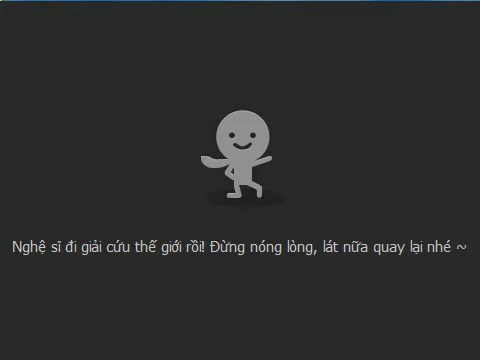 Nghệ sĩ đi giải cứu thế giới rồi! Đừng nóng lòng, lát nữa quay lại nhé ~